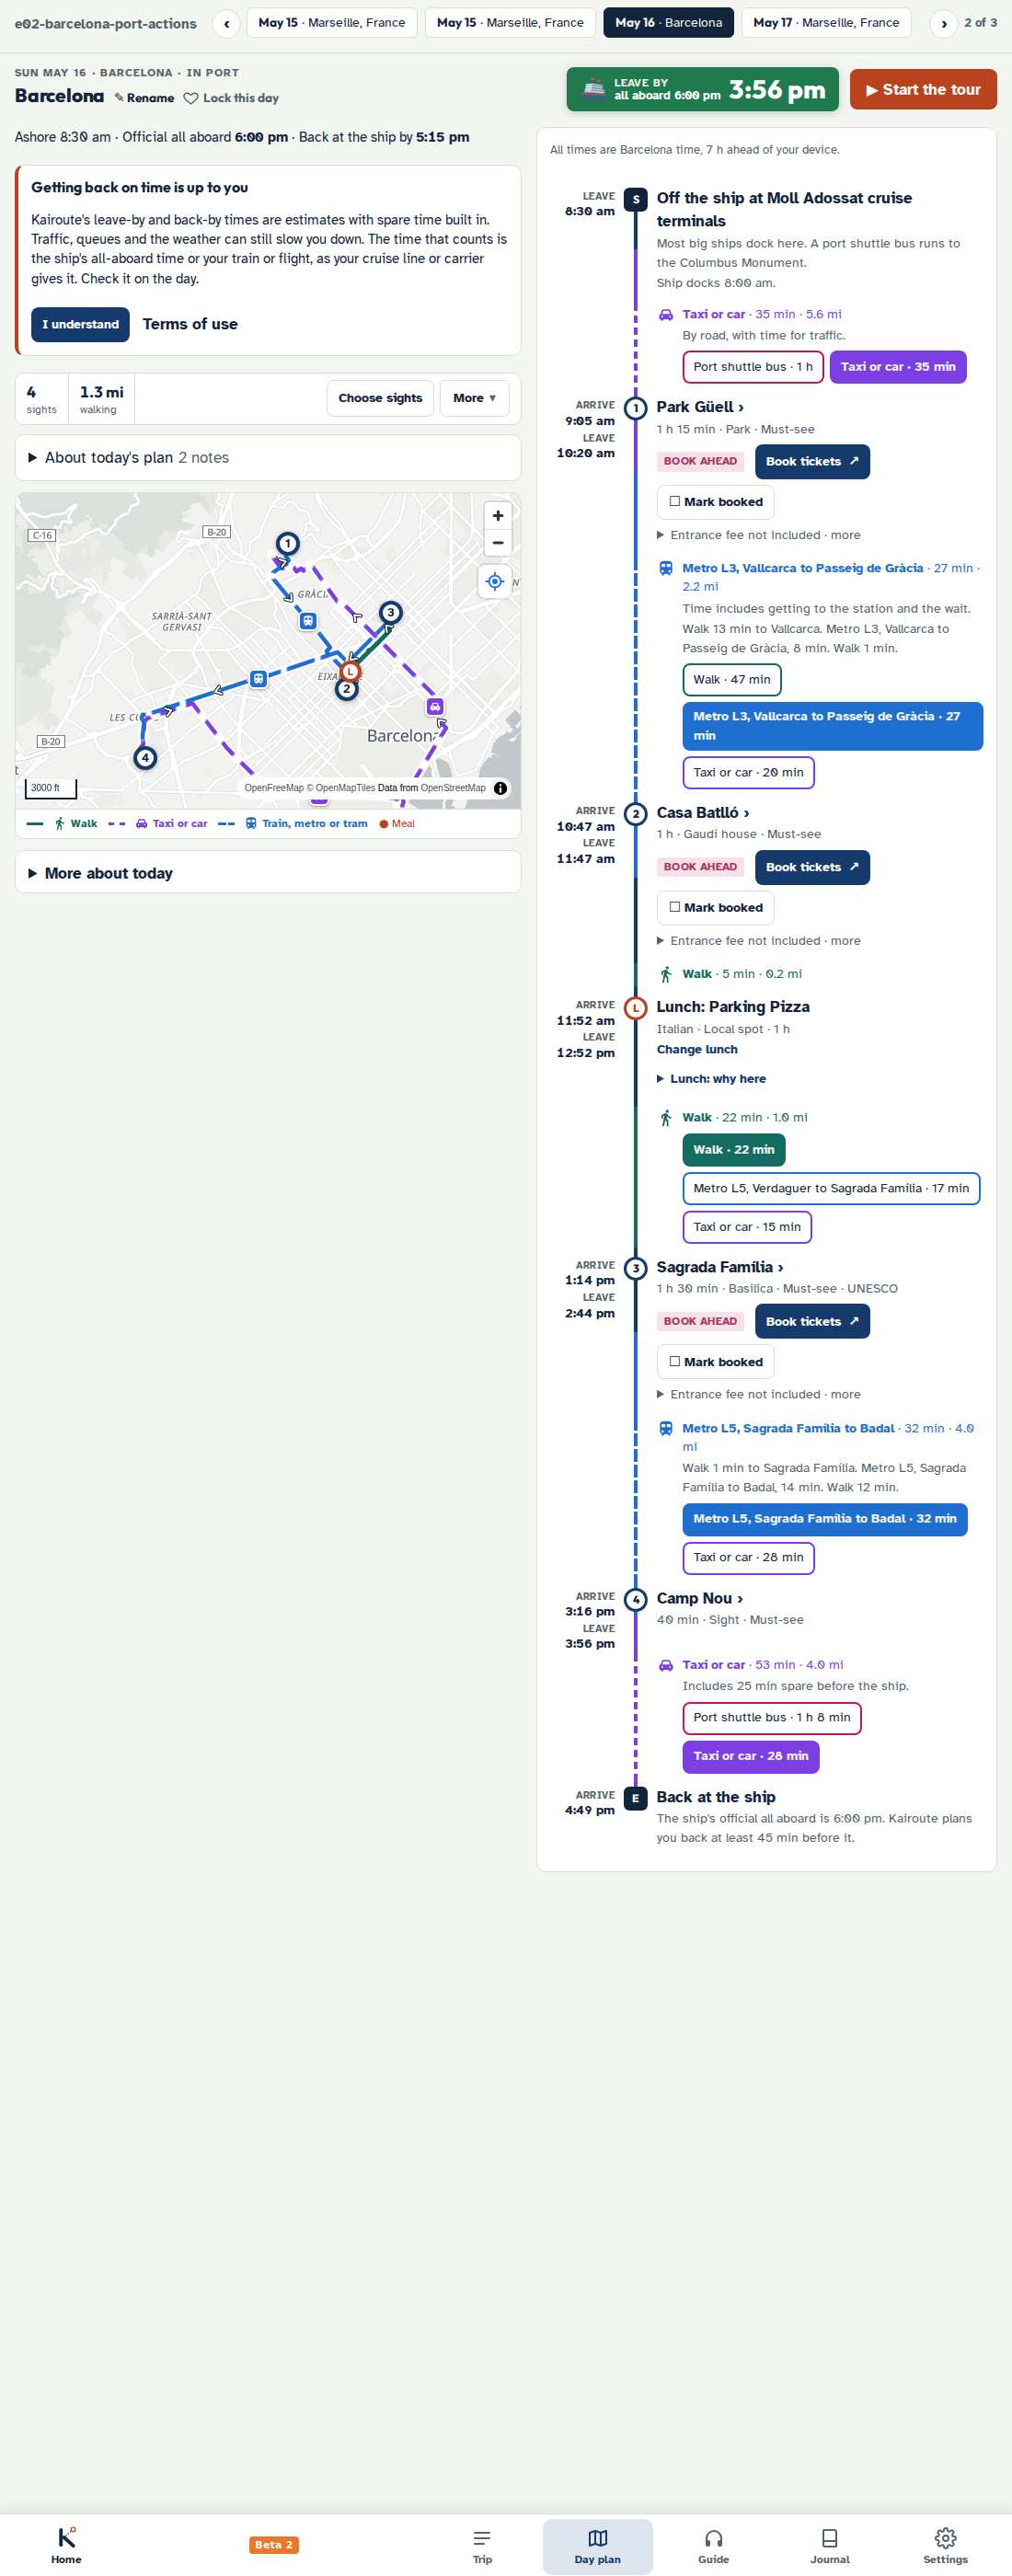 e02-barcelona-port-actions
‹
May 15 · Marseille, France
May 15 · Marseille, France
May 16 · Barcelona
May 17 · Marseille, France
›
2 of 3
SUN MAY 16 · BARCELONA · IN PORT
Barcelona
✎ Rename
Lock this day
LEAVE BY
all aboard 6:00 pm
3:56 pm
▶ Start the tour
Ashore 8:30 am · Official all aboard 6:00 pm · Back at the ship by 5:15 pm
Getting back on time is up to you
Kairoute's leave-by and back-by times are estimates with spare time built in.
Traffic, queues and the weather can still slow you down. The time that counts is
the ship's all-aboard time or your train or flight, as your cruise line or carrier
gives it. Check it on the day.
I understand
Terms of use
4
sights
1.3 mi
walking
Choose sights
More ▼
▶ About today's plan 2 notes
C-16
B-20
GRÀCIA
SARRIÀ-SANT
GERVASI
LES CO
EIXA
B-20
Barcelona
N
t
1
2
3
4
L
+
−
3000 ft
OpenFreeMap © OpenMapTiles Data from OpenStreetMap
Walk
Taxi or car
Train, metro or tram
Meal
▶ More about today
All times are Barcelona time, 7 h ahead of your device.
LEAVE
8:30 am
S
Off the ship at Moll Adossat cruise
terminals
Most big ships dock here. A port shuttle bus runs to
the Columbus Monument.
Ship docks 8:00 am.
Taxi or car · 35 min · 5.6 mi
By road, with time for traffic.
Port shuttle bus · 1 h
Taxi or car · 35 min
ARRIVE
9:05 am
LEAVE
10:20 am
1
Park Güell ›
1 h 15 min · Park · Must-see
BOOK AHEAD
Book tickets ↗
Mark booked
▶ Entrance fee not included · more
Metro L3, Vallcarca to Passeig de Gràcia · 27 min ·
2.2 mi
Time includes getting to the station and the wait.
Walk 13 min to Vallcarca. Metro L3, Vallcarca to
Passeig de Gràcia, 8 min. Walk 1 min.
Walk · 47 min
Metro L3, Vallcarca to Passeig de Gràcia · 27
min
Taxi or car · 20 min
ARRIVE
10:47 am
LEAVE
11:47 am
2
Casa Batlló ›
1 h · Gaudí house · Must-see
BOOK AHEAD
Book tickets ↗
Mark booked
▶ Entrance fee not included · more
Walk · 5 min · 0.2 mi
ARRIVE
11:52 am
LEAVE
12:52 pm
L
Lunch: Parking Pizza
Italian · Local spot · 1 h
Change lunch
▶ Lunch: why here
Walk · 22 min · 1.0 mi
Walk · 22 min
Metro L5, Verdaguer to Sagrada Família · 17 min
Taxi or car · 15 min
ARRIVE
1:14 pm
LEAVE
2:44 pm
3
Sagrada Família ›
1 h 30 min · Basilica · Must-see · UNESCO
BOOK AHEAD
Book tickets ↗
Mark booked
▶ Entrance fee not included · more
Metro L5, Sagrada Família to Badal · 32 min · 4.0
mi
Walk 1 min to Sagrada Família. Metro L5, Sagrada
Família to Badal, 14 min. Walk 12 min.
Metro L5, Sagrada Família to Badal · 32 min
Taxi or car · 28 min
ARRIVE
3:16 pm
LEAVE
3:56 pm
4
Camp Nou ›
40 min · Sight · Must-see
Taxi or car · 53 min · 4.0 mi
Includes 25 min spare before the ship.
Port shuttle bus · 1 h 8 min
Taxi or car · 28 min
ARRIVE
4:49 pm
E
Back at the ship
The ship's official all aboard is 6:00 pm. Kairoute plans
you back at least 45 min before it.
Home
Beta 2
Trip
Day plan
Guide
Journal
Settings